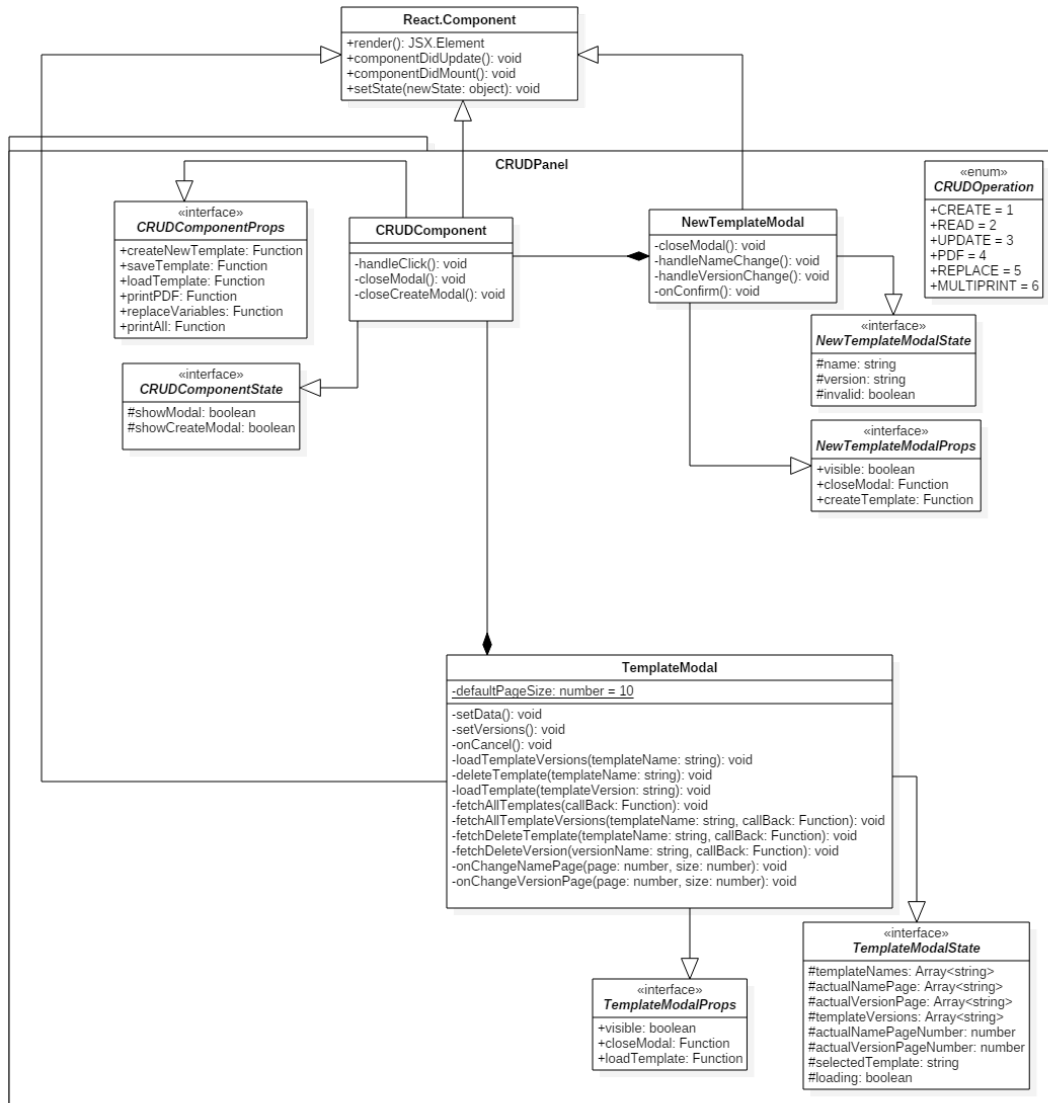 React.Component
+render(): JSX.Element
+componentDidUpdate(): void
+componentDidMount(): void
+setState(newState: object): void
CRUDPanel
«interface»
CRUDComponentProps
+createNewTemplate: Function
+saveTemplate: Function
+loadTemplate: Function
+printPDF: Function
+replaceVariables: Function
+printAll: Function
CRUDComponent
-handleClick(): void
-closeModal(): void
-closeCreateModal(): void
NewTemplateModal
-closeModal(): void
-handleNameChange(): void
-handleVersionChange(): void
-onConfirm(): void
«enum»
CRUDOperation
+CREATE = 1
+READ = 2
+UPDATE = 3
+PDF = 4
+REPLACE = 5
+MULTIPRINT = 6
«interface»
NewTemplateModalState
#name: string
#version: string
#invalid: boolean
«interface»
CRUDComponentState
#showModal: boolean
#showCreateModal: boolean
«interface»
NewTemplateModalProps
+visible: boolean
+closeModal: Function
+createTemplate: Function
TemplateModal
-defaultPageSize: number = 10
-setData(): void
-setVersions(): void
-onCancel(): void
-loadTemplateVersions(templateName: string): void
-deleteTemplate(templateName: string): void
-loadTemplate(templateVersion: string): void
-fetchAllTemplates(callBack: Function): void
-fetchAllTemplateVersions(templateName: string, callBack: Function): void
-fetchDeleteTemplate(templateName: string, callBack: Function): void
-fetchDeleteVersion(versionName: string, callBack: Function): void
-onChangeNamePage(page: number, size: number): void
-onChangeVersionPage(page: number, size: number): void
«interface»
TemplateModalState
#templateNames: Array<string>
#actualNamePage: Array<string>
#actualVersionPage: Array<string>
#templateVersions: Array<string>
#actualNamePageNumber: number
#actualVersionPageNumber: number
#selectedTemplate: string
#loading: boolean
«interface»
TemplateModalProps
+visible: boolean
+closeModal: Function
+loadTemplate: Function